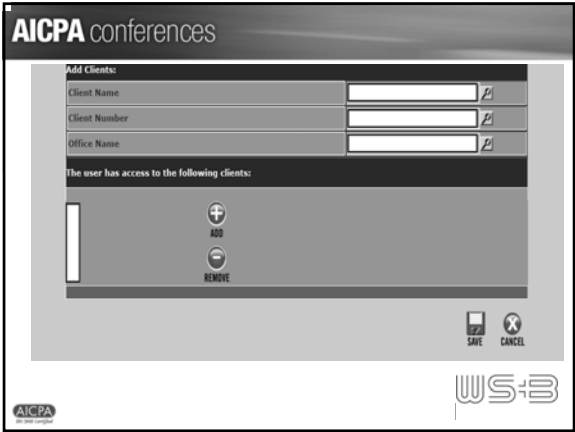 AICPA conferences
Add Clients:
Client Name
Client Number
Office Name
The user has access to the following clients:
ADD
REMOVE
SAVE
CANCEL
WS+B
AICPA